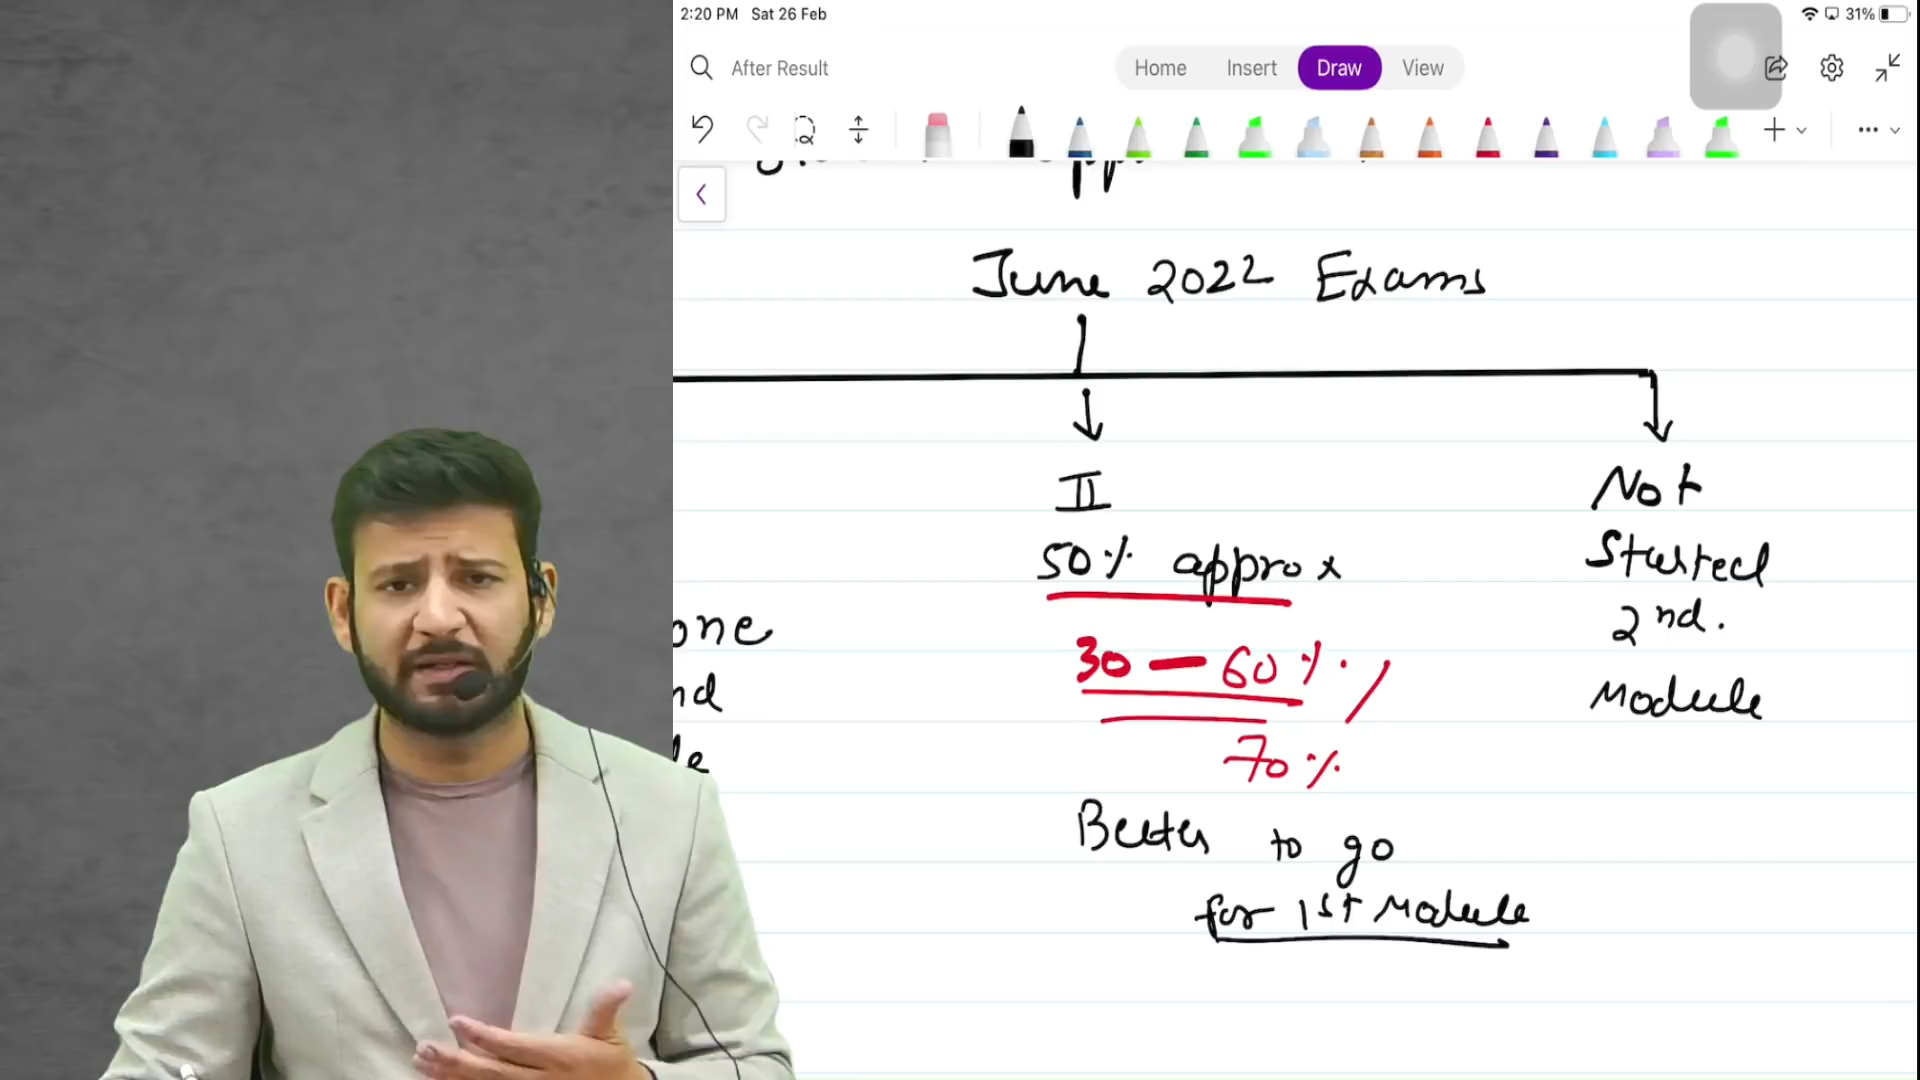 2:20 PM Sat 26 Feb
31%
After Result
Home Insert Draw View
June 2022 Exams
II
50% approx
30 - 60%
70%
Better to go
for 1st Module
Not
Started
2nd.
Module
one
nd
le